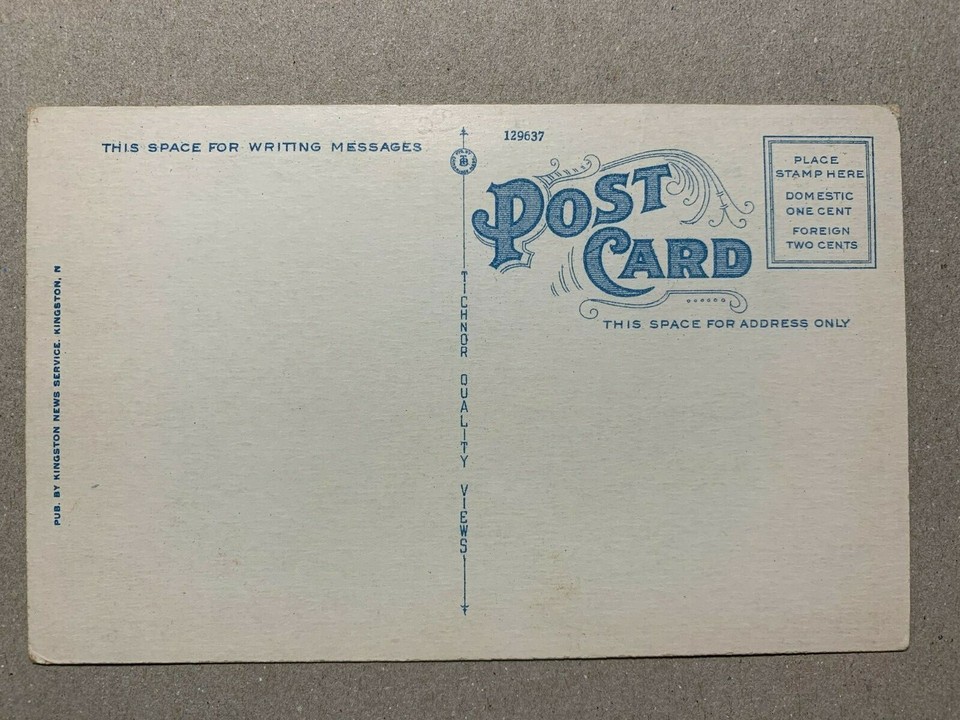 THIS SPACE FOR WRITING MESSAGES
PUB. BY KINGSTON NEWS SERVICE, KINGSTON, N
TICHNOR QUALITY VIEWS
129637
POST
CARD
PLACE
STAMP HERE
DOMESTIC
ONE CENT
FOREIGN
TWO CENTS
THIS SPACE FOR ADDRESS ONLY